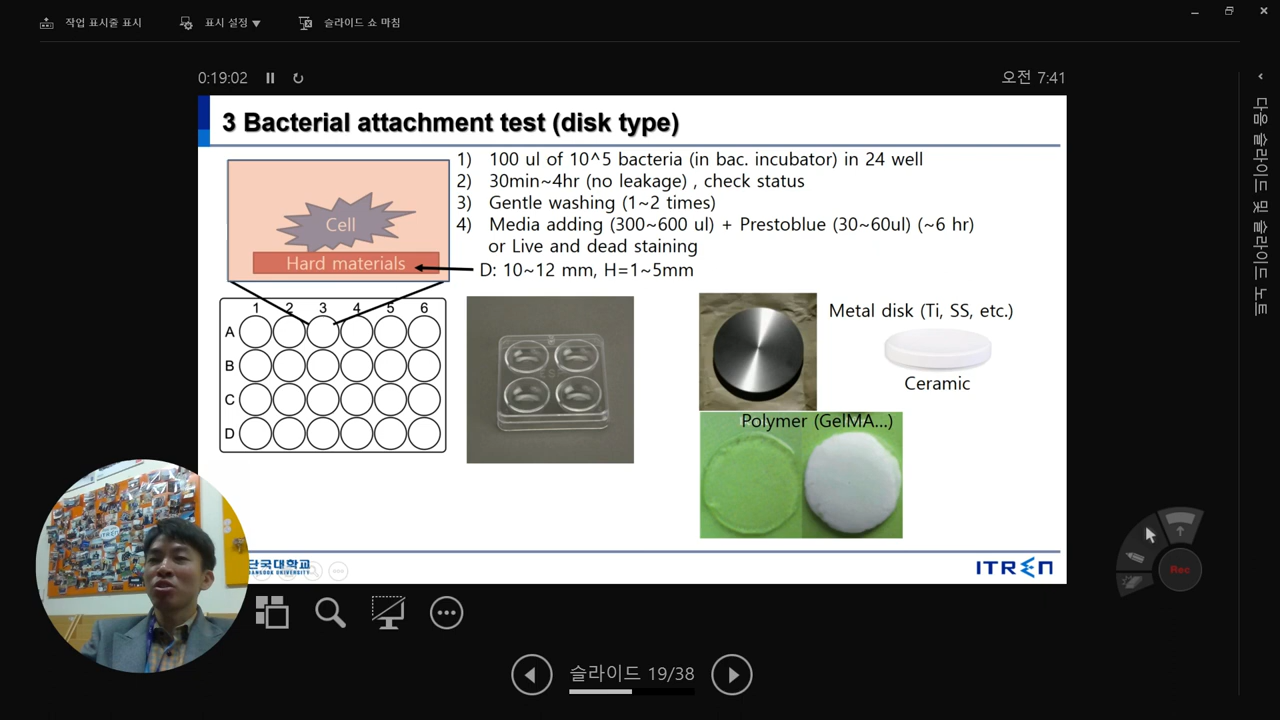 작업 표시줄 표시
표시 설정 ▼
슬라이드 쇼 마침
0:19:02
오전 7:41
3 Bacterial attachment test (disk type)
1) 100 ul of 10^5 bacteria (in bac. incubator) in 24 well
2) 30min~4hr (no leakage) , check status
3) Gentle washing (1~2 times)
4) Media adding (300~600 ul) + Prestoblue (30~60ul) (~6 hr)
or Live and dead staining
Cell
Hard materials
D: 10~12 mm, H=1~5mm
1 2 3 4 5 6
A
B
C
D
Metal disk (Ti, SS, etc.)
Ceramic
Polymer (GelMA...)
단국대학교
ITREN
슬라이드 19/38
다음 슬라이드 및 슬라이드 노트
Rec